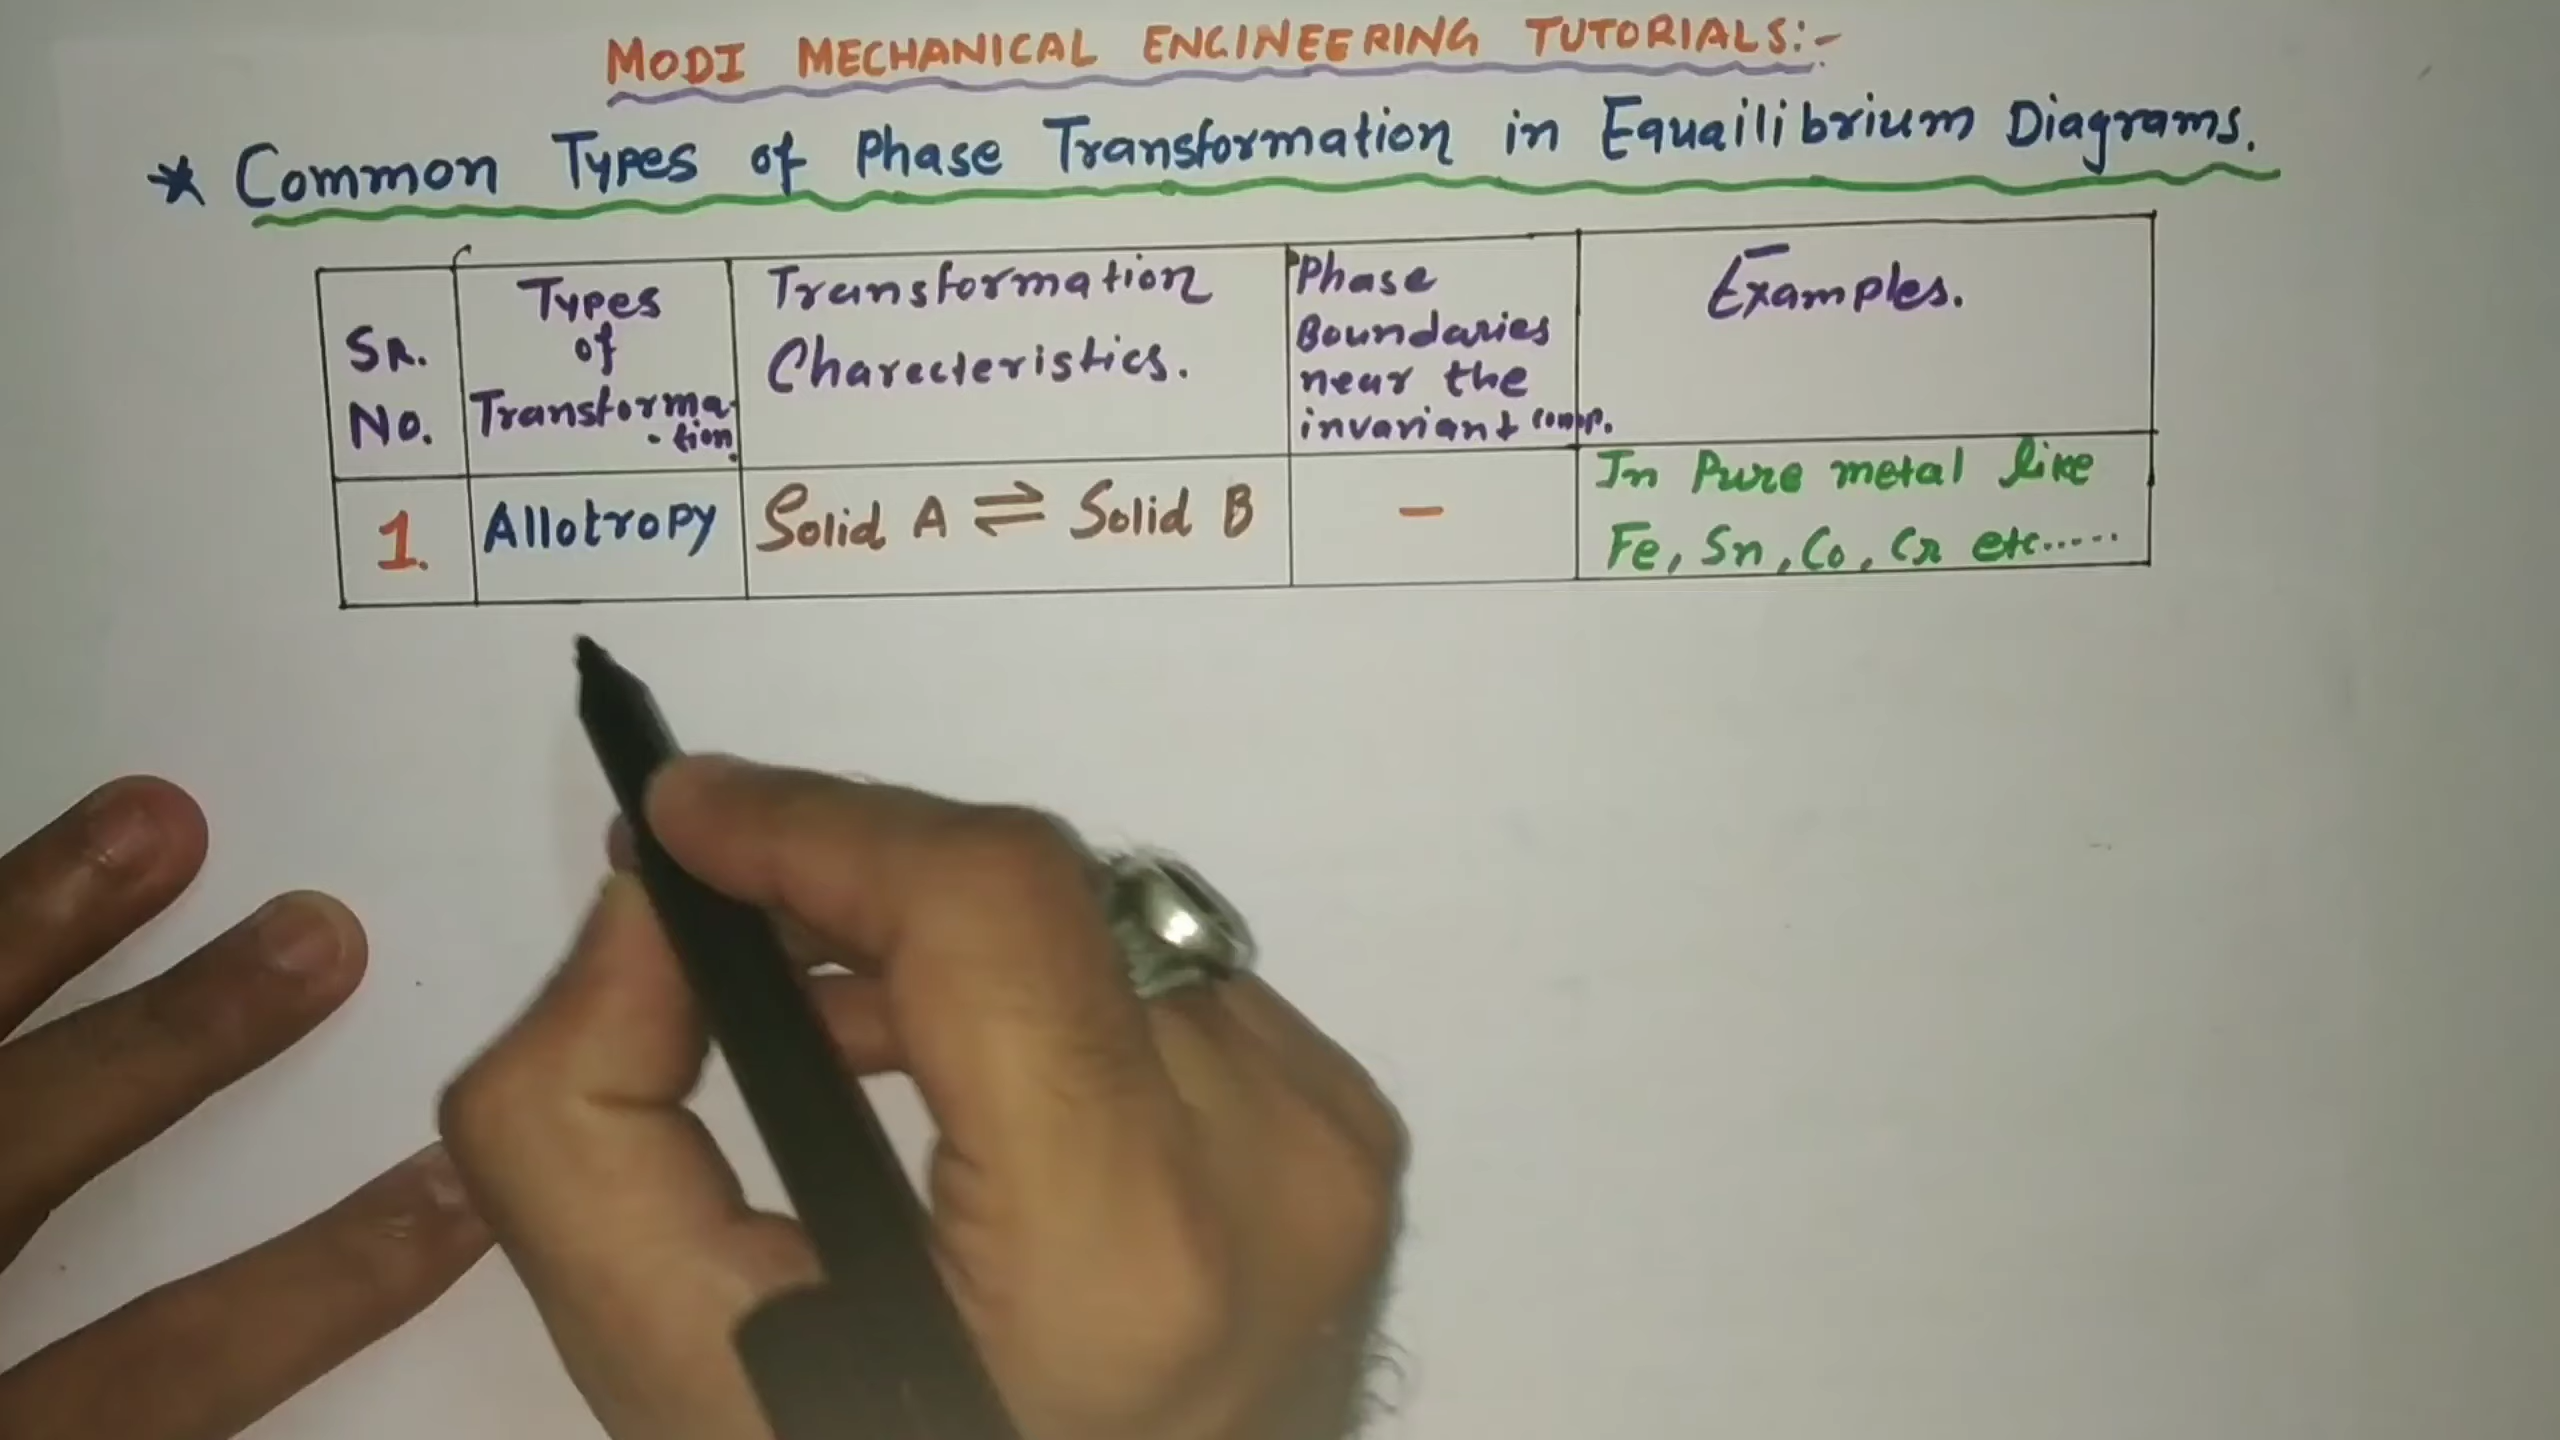 MODI MECHANICAL ENGINEERING TUTORIALS:-
* Common Types of Phase Transformation in Equailibrium Diagrams.
SR.
No.
Types
of
Transforma-
-tion.
Transformation
Charecteristics.
Phase
Boundaries
near the
invariant comp.
Examples.
1.
Allotropy
Solid A ⇌ Solid B
-
In Pure metal like
Fe, Sn, Co, Cr etc.....